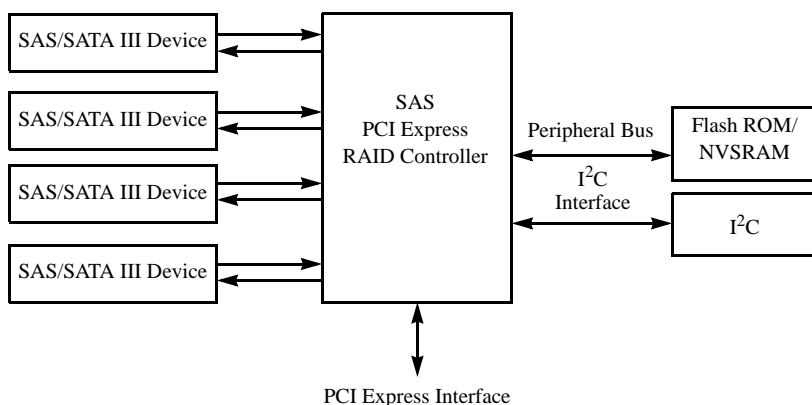 SAS/SATA III Device
SAS/SATA III Device
SAS/SATA III Device
SAS/SATA III Device
SAS
PCI Express
RAID Controller
Peripheral Bus
I²C
Interface
Flash ROM/
NVSRAM
I²C
PCI Express Interface